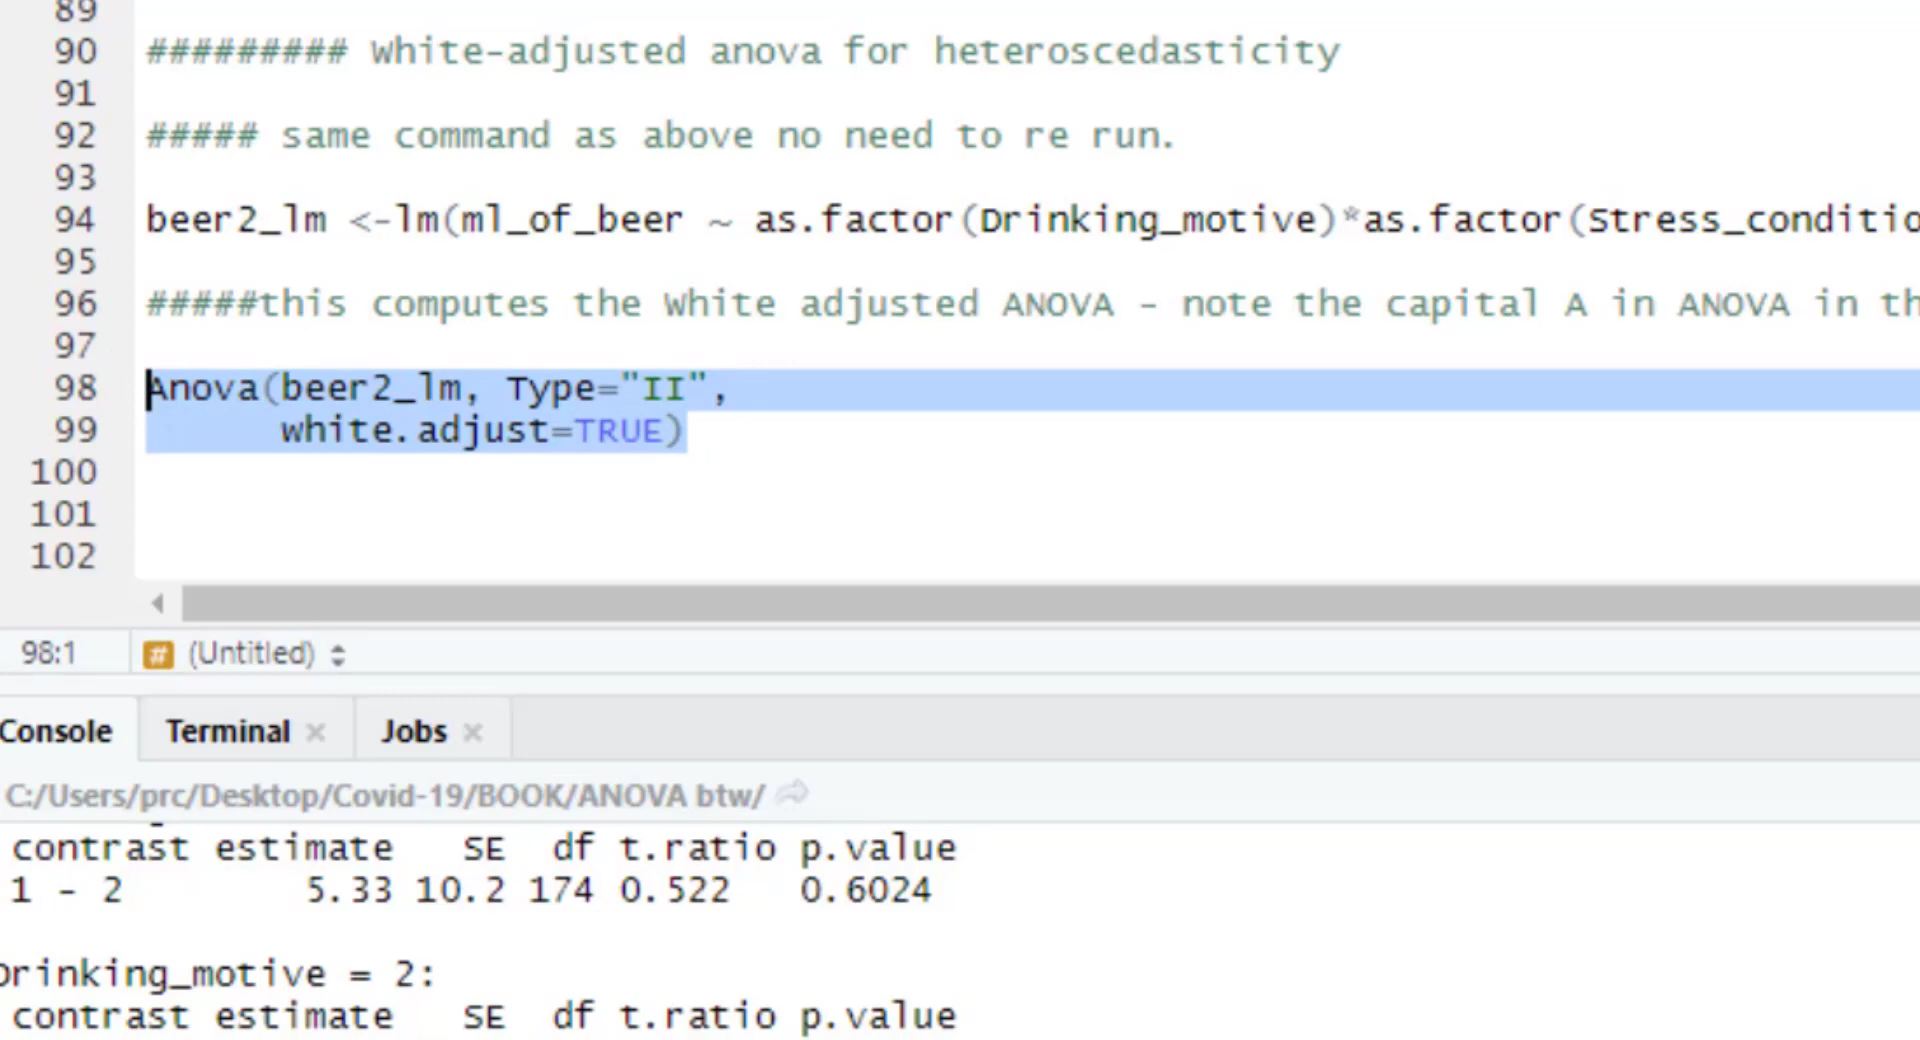 89
90 ######### White-adjusted anova for heteroscedasticity
91
92 ##### same command as above no need to re run.
93
94 beer2_lm <-lm(ml_of_beer ~ as.factor(Drinking_motive)*as.factor(Stress_conditio
95
96 #####this computes the White adjusted ANOVA - note the capital A in ANOVA in th
97
98 Anova(beer2_lm, Type="II",
99 white.adjust=TRUE)
100
101
102
98:1 # (Untitled)
Console Terminal Jobs
C:/Users/prc/Desktop/Covid-19/BOOK/ANOVA btw/
contrast estimate SE df t.ratio p.value
1 - 2 5.33 10.2 174 0.522 0.6024
Drinking_motive = 2:
contrast estimate SE df t.ratio p.value